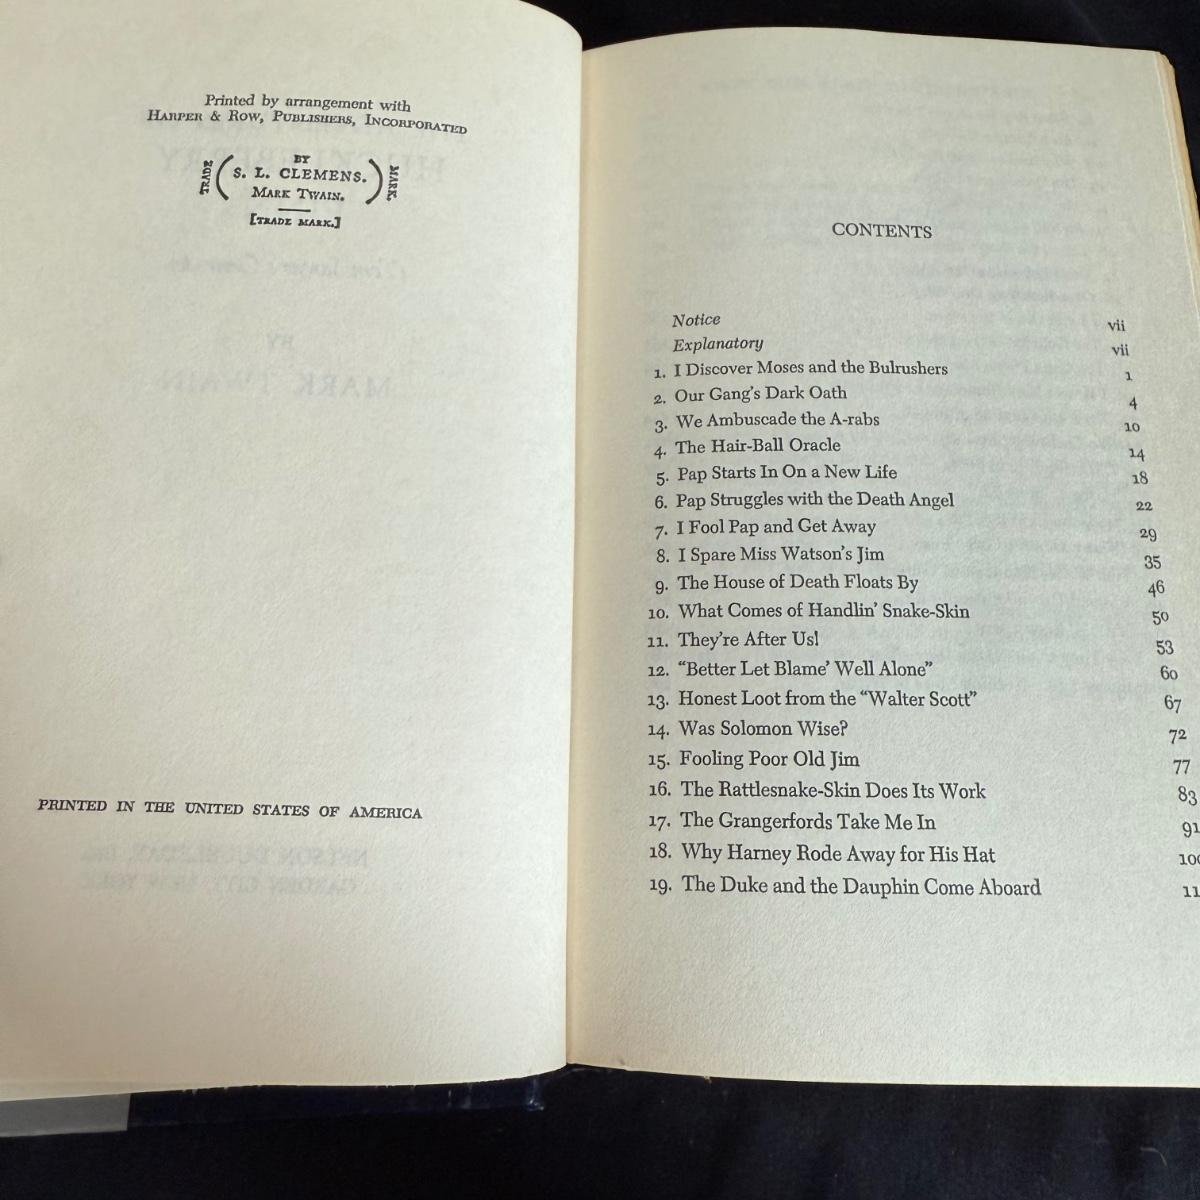 Printed by arrangement with
HARPER & ROW, PUBLISHERS, INCORPORATED
TRADE
BY
S. L. CLEMENS.
MARK TWAIN.
MARK.
[TRADE MARK.]
PRINTED IN THE UNITED STATES OF AMERICA
CONTENTS
Notice vii
Explanatory vii
1. I Discover Moses and the Bulrushers 1
2. Our Gang's Dark Oath 4
3. We Ambuscade the A-rabs 10
4. The Hair-Ball Oracle 14
5. Pap Starts In On a New Life 18
6. Pap Struggles with the Death Angel 22
7. I Fool Pap and Get Away 29
8. I Spare Miss Watson's Jim 35
9. The House of Death Floats By 46
10. What Comes of Handlin' Snake-Skin 50
11. They're After Us! 53
12. "Better Let Blame' Well Alone" 60
13. Honest Loot from the "Walter Scott" 67
14. Was Solomon Wise? 72
15. Fooling Poor Old Jim 77
16. The Rattlesnake-Skin Does Its Work 83
17. The Grangerfords Take Me In 91
18. Why Harney Rode Away for His Hat 100
19. The Duke and the Dauphin Come Aboard 11